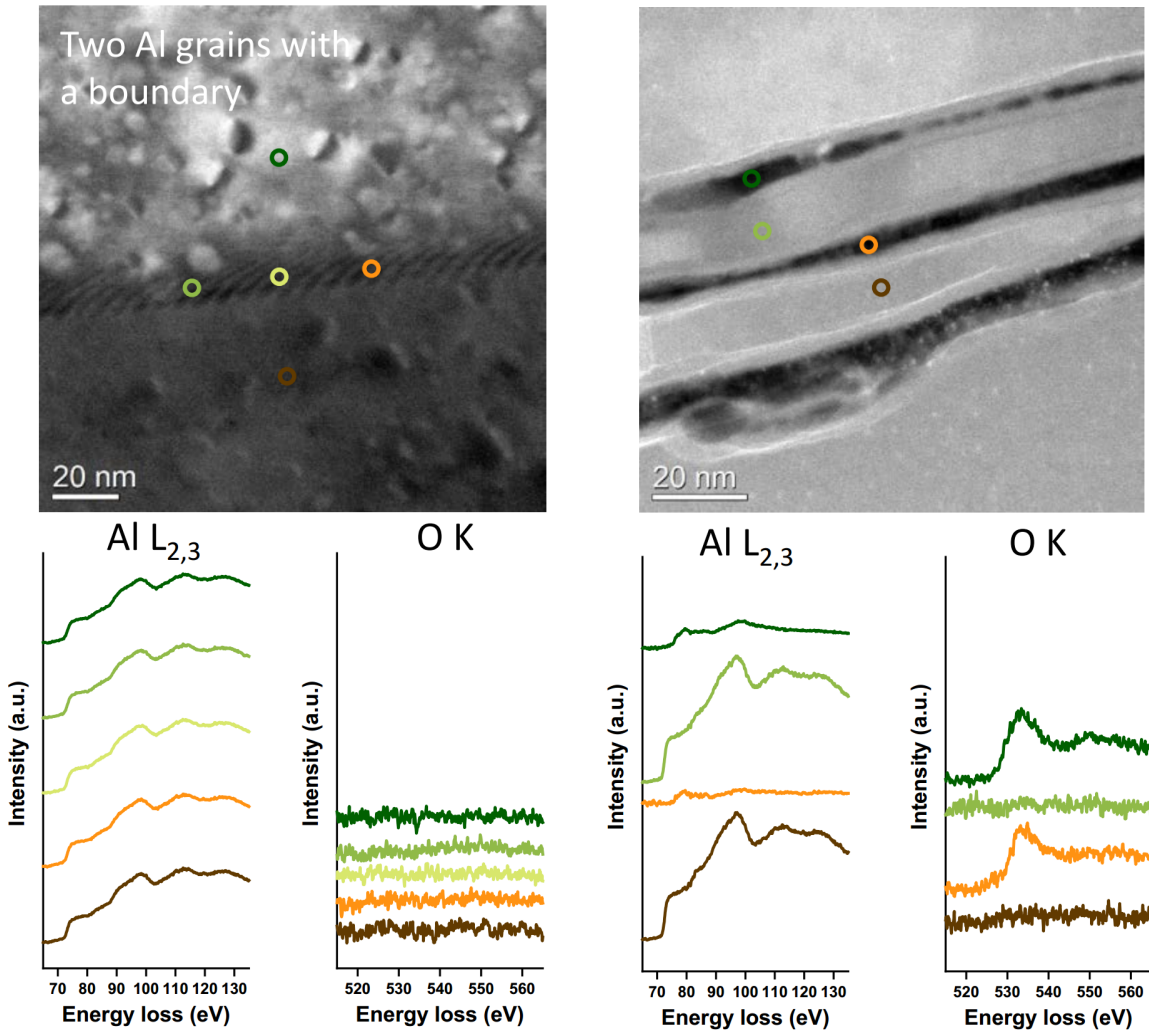 Two Al grains with
a boundary
20 nm
20 nm
Al L2,3
O K
Al L2,3
O K
Intensity (a.u.)
Intensity (a.u.)
Intensity (a.u.)
Intensity (a.u.)
70 80 90 100 110 120 130
520 530 540 550 560
70 80 90 100 110 120 130
520 530 540 550 560
Energy loss (eV)
Energy loss (eV)
Energy loss (eV)
Energy loss (eV)